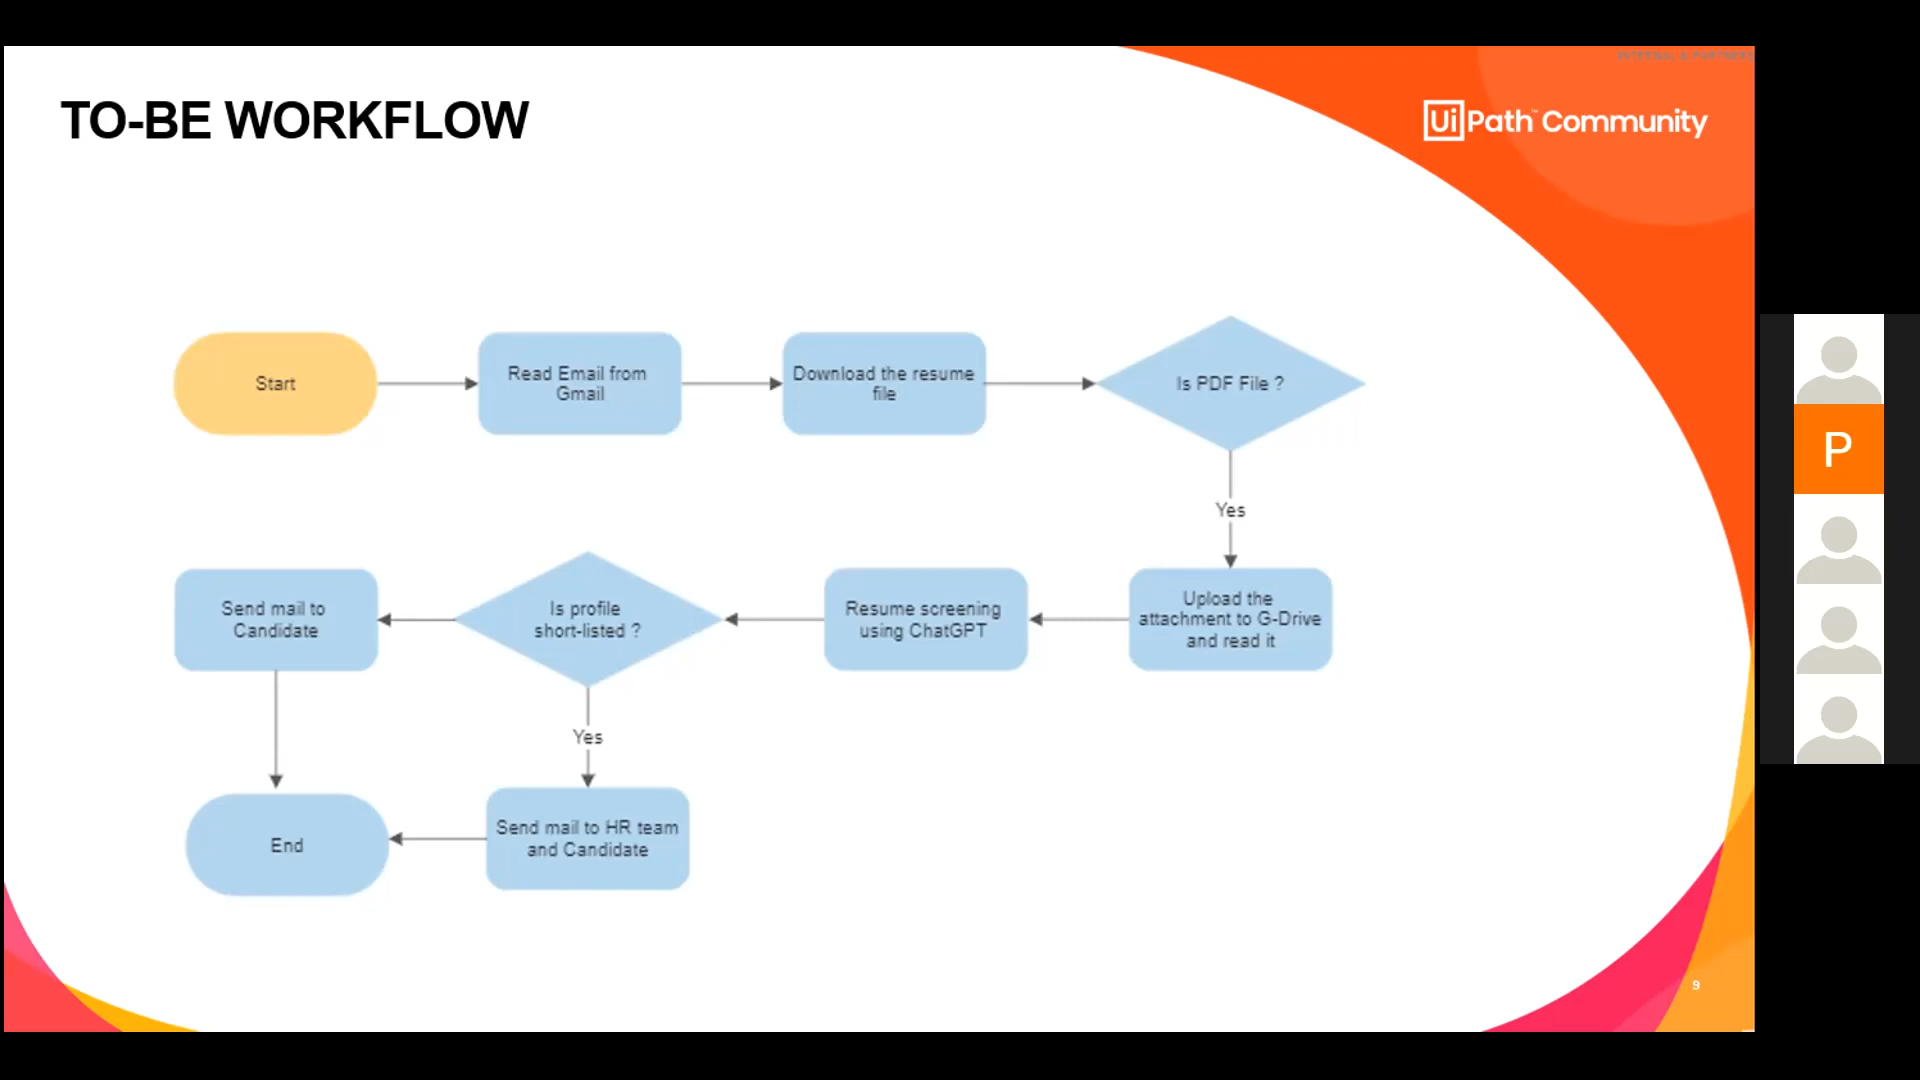 TO-BE WORKFLOW
UiPath™ Community
Start
Read Email from
Gmail
Download the resume
file
Is PDF File ?
Yes
Send mail to
Candidate
Is profile
short-listed ?
Resume screening
using ChatGPT
Upload the
attachment to G-Drive
and read it
Yes
End
Send mail to HR team
and Candidate
9
P